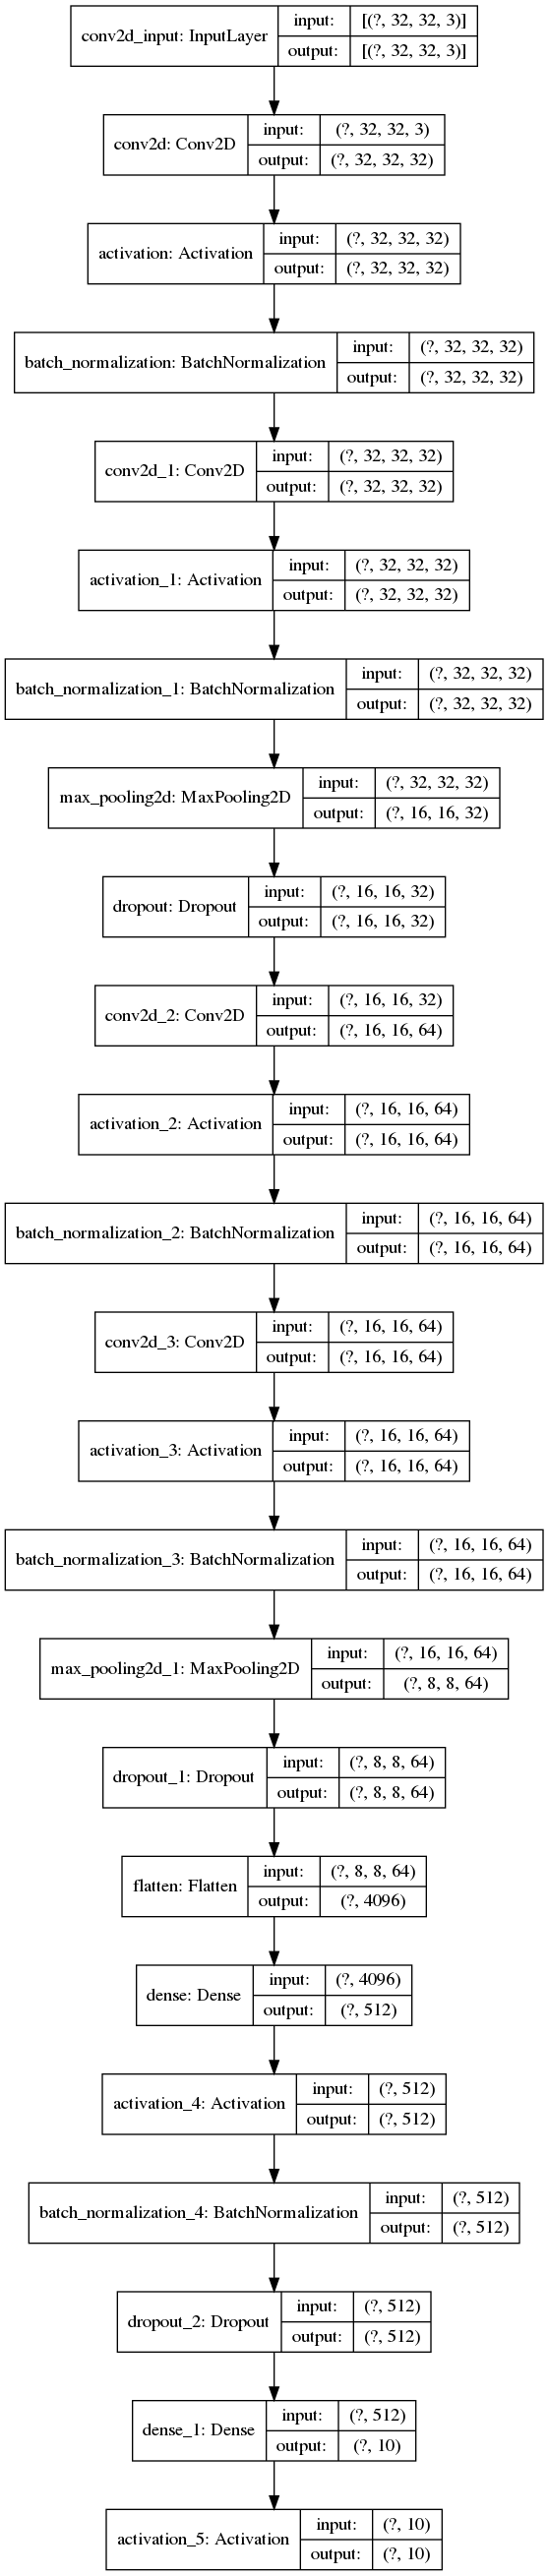 conv2d_input: InputLayer
input: [(?, 32, 32, 3)]
output: [(?, 32, 32, 3)]
conv2d: Conv2D
input: (?, 32, 32, 3)
output: (?, 32, 32, 32)
activation: Activation
input: (?, 32, 32, 32)
output: (?, 32, 32, 32)
batch_normalization: BatchNormalization
input: (?, 32, 32, 32)
output: (?, 32, 32, 32)
conv2d_1: Conv2D
input: (?, 32, 32, 32)
output: (?, 32, 32, 32)
activation_1: Activation
input: (?, 32, 32, 32)
output: (?, 32, 32, 32)
batch_normalization_1: BatchNormalization
input: (?, 32, 32, 32)
output: (?, 32, 32, 32)
max_pooling2d: MaxPooling2D
input: (?, 32, 32, 32)
output: (?, 16, 16, 32)
dropout: Dropout
input: (?, 16, 16, 32)
output: (?, 16, 16, 32)
conv2d_2: Conv2D
input: (?, 16, 16, 32)
output: (?, 16, 16, 64)
activation_2: Activation
input: (?, 16, 16, 64)
output: (?, 16, 16, 64)
batch_normalization_2: BatchNormalization
input: (?, 16, 16, 64)
output: (?, 16, 16, 64)
conv2d_3: Conv2D
input: (?, 16, 16, 64)
output: (?, 16, 16, 64)
activation_3: Activation
input: (?, 16, 16, 64)
output: (?, 16, 16, 64)
batch_normalization_3: BatchNormalization
input: (?, 16, 16, 64)
output: (?, 16, 16, 64)
max_pooling2d_1: MaxPooling2D
input: (?, 16, 16, 64)
output: (?, 8, 8, 64)
dropout_1: Dropout
input: (?, 8, 8, 64)
output: (?, 8, 8, 64)
flatten: Flatten
input: (?, 8, 8, 64)
output: (?, 4096)
dense: Dense
input: (?, 4096)
output: (?, 512)
activation_4: Activation
input: (?, 512)
output: (?, 512)
batch_normalization_4: BatchNormalization
input: (?, 512)
output: (?, 512)
dropout_2: Dropout
input: (?, 512)
output: (?, 512)
dense_1: Dense
input: (?, 512)
output: (?, 10)
activation_5: Activation
input: (?, 10)
output: (?, 10)